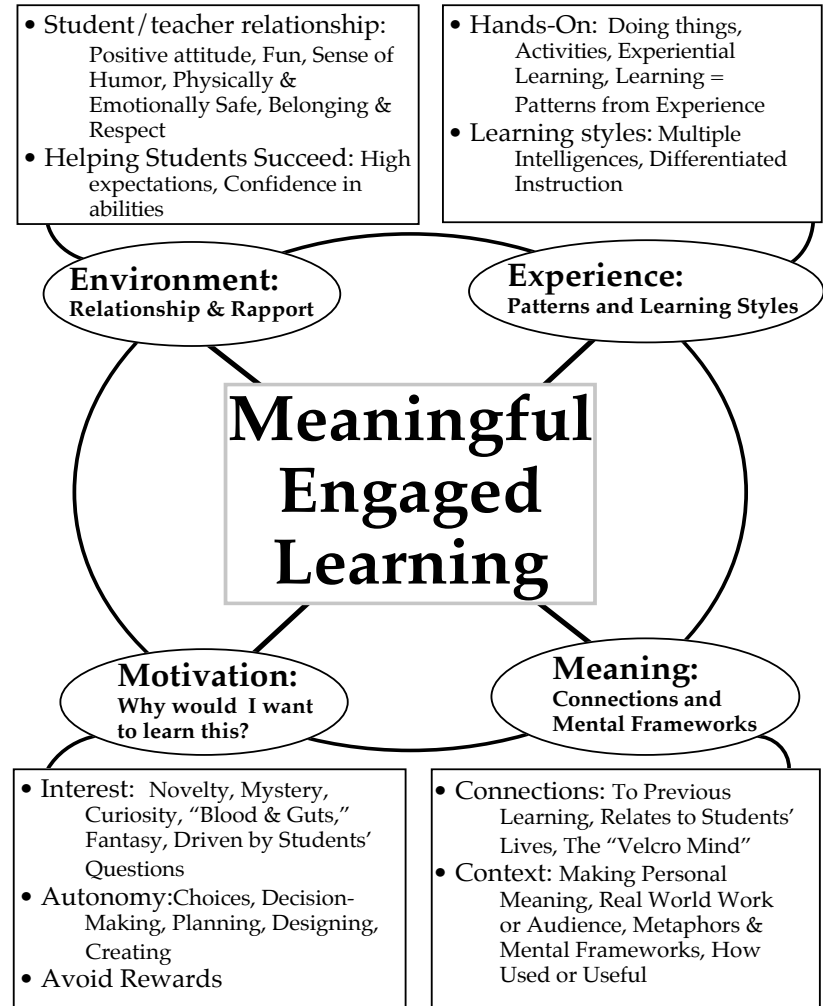 • Student/teacher relationship:
Positive attitude, Fun, Sense of
Humor, Physically &
Emotionally Safe, Belonging &
Respect
• Helping Students Succeed: High
expectations, Confidence in
abilities
• Hands-On: Doing things,
Activities, Experiential
Learning, Learning =
Patterns from Experience
• Learning styles: Multiple
Intelligences, Differentiated
Instruction
Environment:
Relationship & Rapport
Experience:
Patterns and Learning Styles
Meaningful
Engaged
Learning
Motivation:
Why would I want
to learn this?
Meaning:
Connections and
Mental Frameworks
• Interest: Novelty, Mystery,
Curiosity, “Blood & Guts,”
Fantasy, Driven by Students’
Questions
• Autonomy:Choices, Decision-
Making, Planning, Designing,
Creating
• Avoid Rewards
• Connections: To Previous
Learning, Relates to Students’
Lives, The “Velcro Mind”
• Context: Making Personal
Meaning, Real World Work
or Audience, Metaphors &
Mental Frameworks, How
Used or Useful